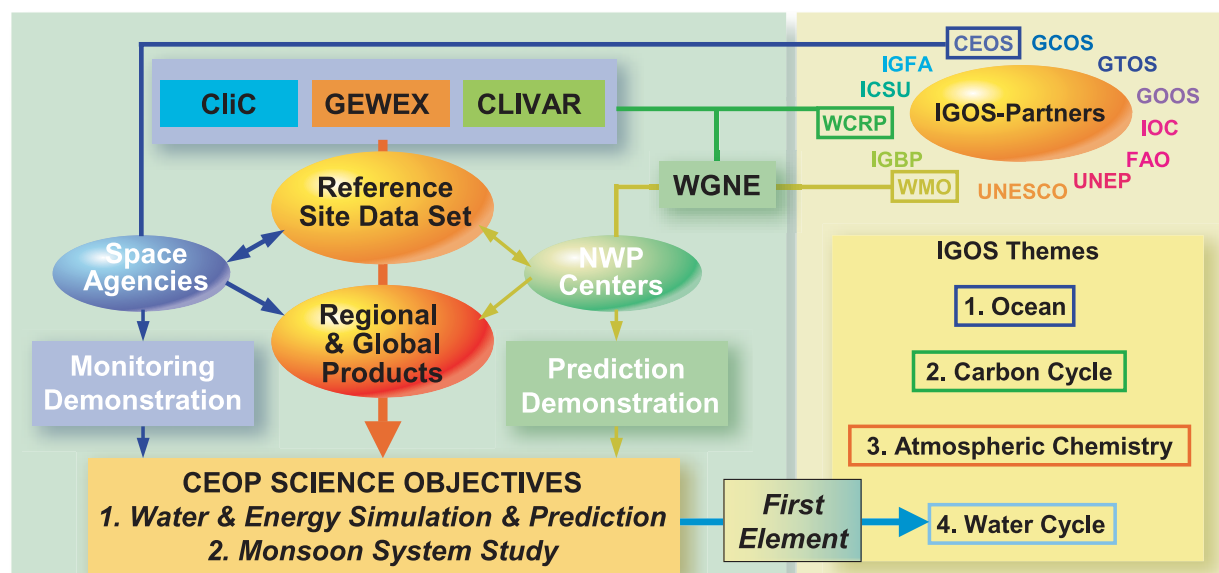 CEOS
GCOS
IGFA
GTOS
ICSU
GOOS
IGOS-Partners
WCRP
IOC
IGBP
FAO
WMO
UNEP
UNESCO
CliC
GEWEX
CLIVAR
WGNE
Reference
Site Data Set
Space
Agencies
NWP
Centers
Regional
& Global
Products
Monitoring
Demonstration
Prediction
Demonstration
CEOP SCIENCE OBJECTIVES
1. Water & Energy Simulation & Prediction
2. Monsoon System Study
First
Element
IGOS Themes
1. Ocean
2. Carbon Cycle
3. Atmospheric Chemistry
4. Water Cycle